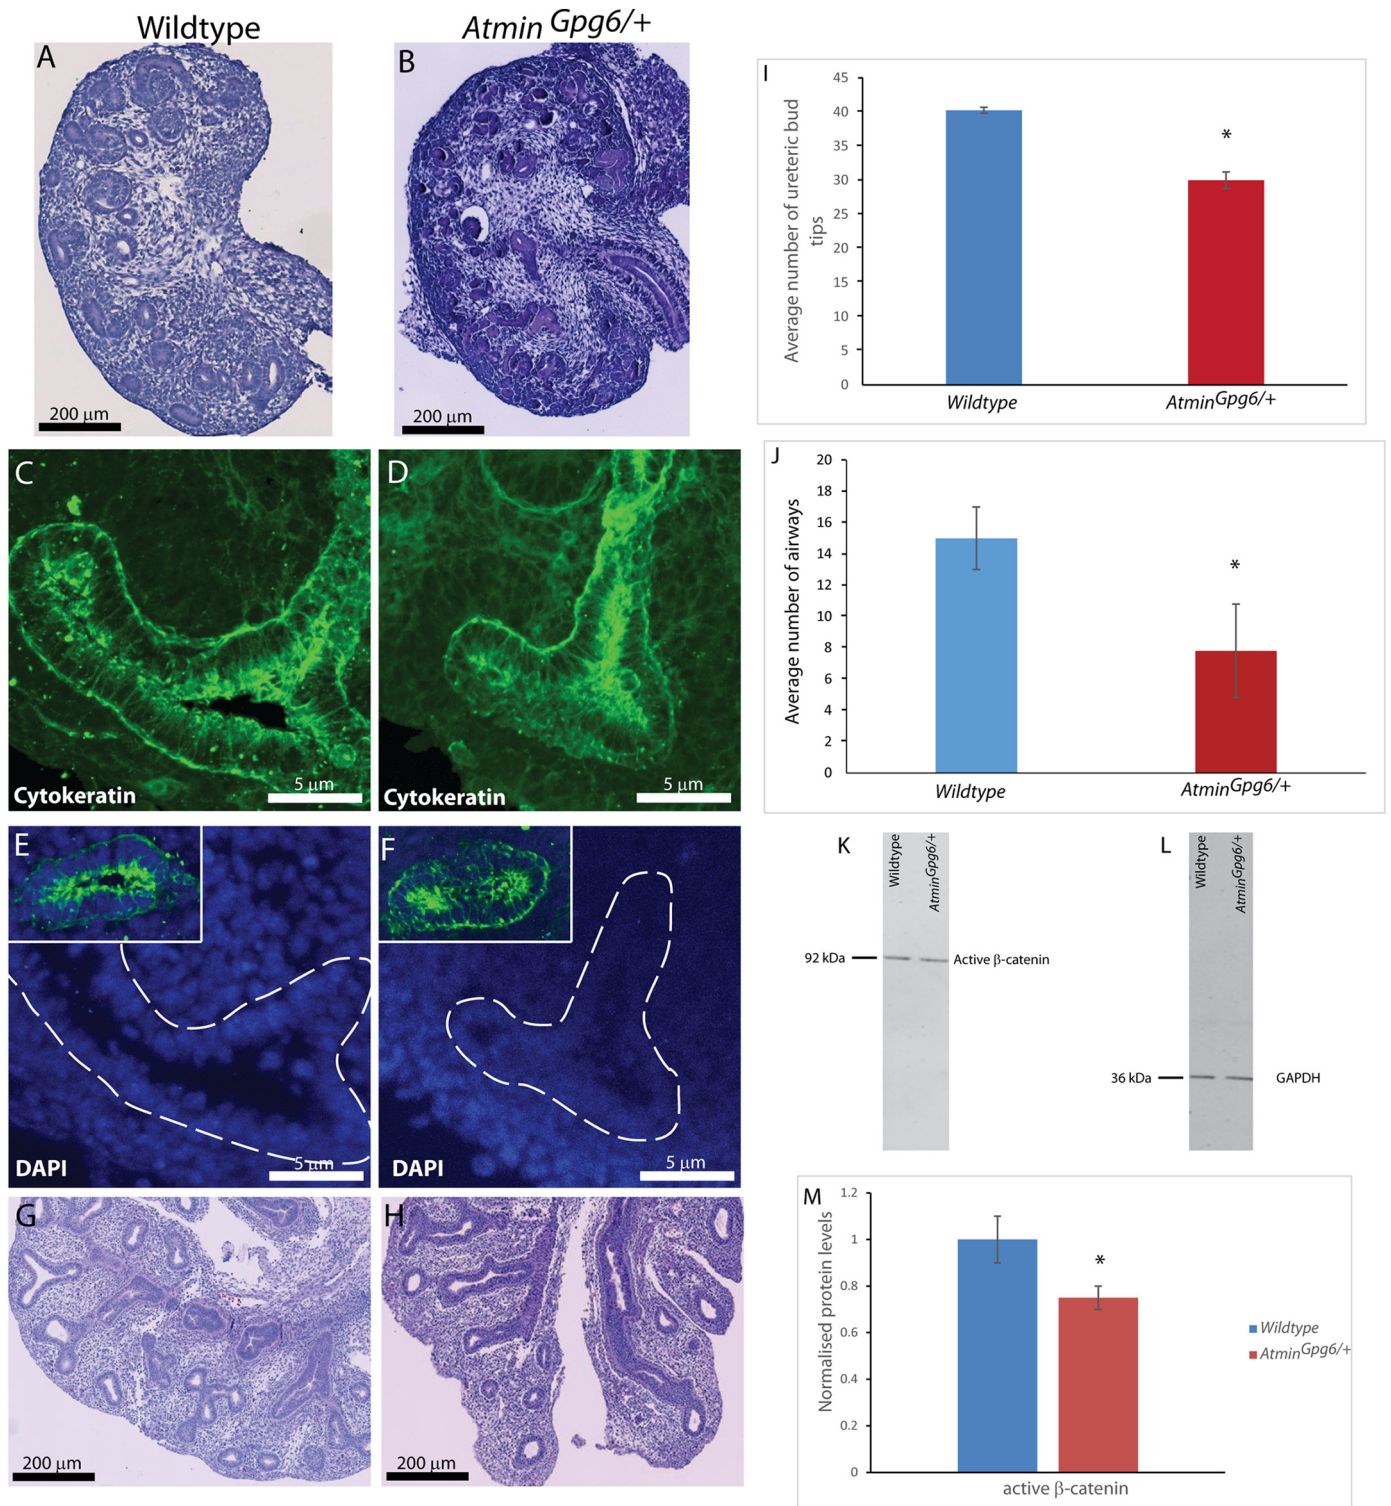 Wildtype
Atmin Gpg6/+
A
200 µm
B
200 µm
C
5 µm
Cytokeratin
D
5 µm
Cytokeratin
E
5 µm
DAPI
F
5 µm
DAPI
G
200 µm
H
200 µm
I
45
40
35
30
25
20
15
10
5
0
Average number of ureteric bud
tips
*
Wildtype
AtminGpg6/+
J
20
18
16
14
12
10
8
6
4
2
0
Average number of airways
*
Wildtype
AtminGpg6/+
K
Wildtype
AtminGpg6/+
92 kDa
Active β-catenin
L
Wildtype
AtminGpg6/+
36 kDa
GAPDH
M
1.2
1
0.8
0.6
0.4
0.2
0
Normalised protein levels
*
Wildtype
AtminGpg6/+
active β-catenin